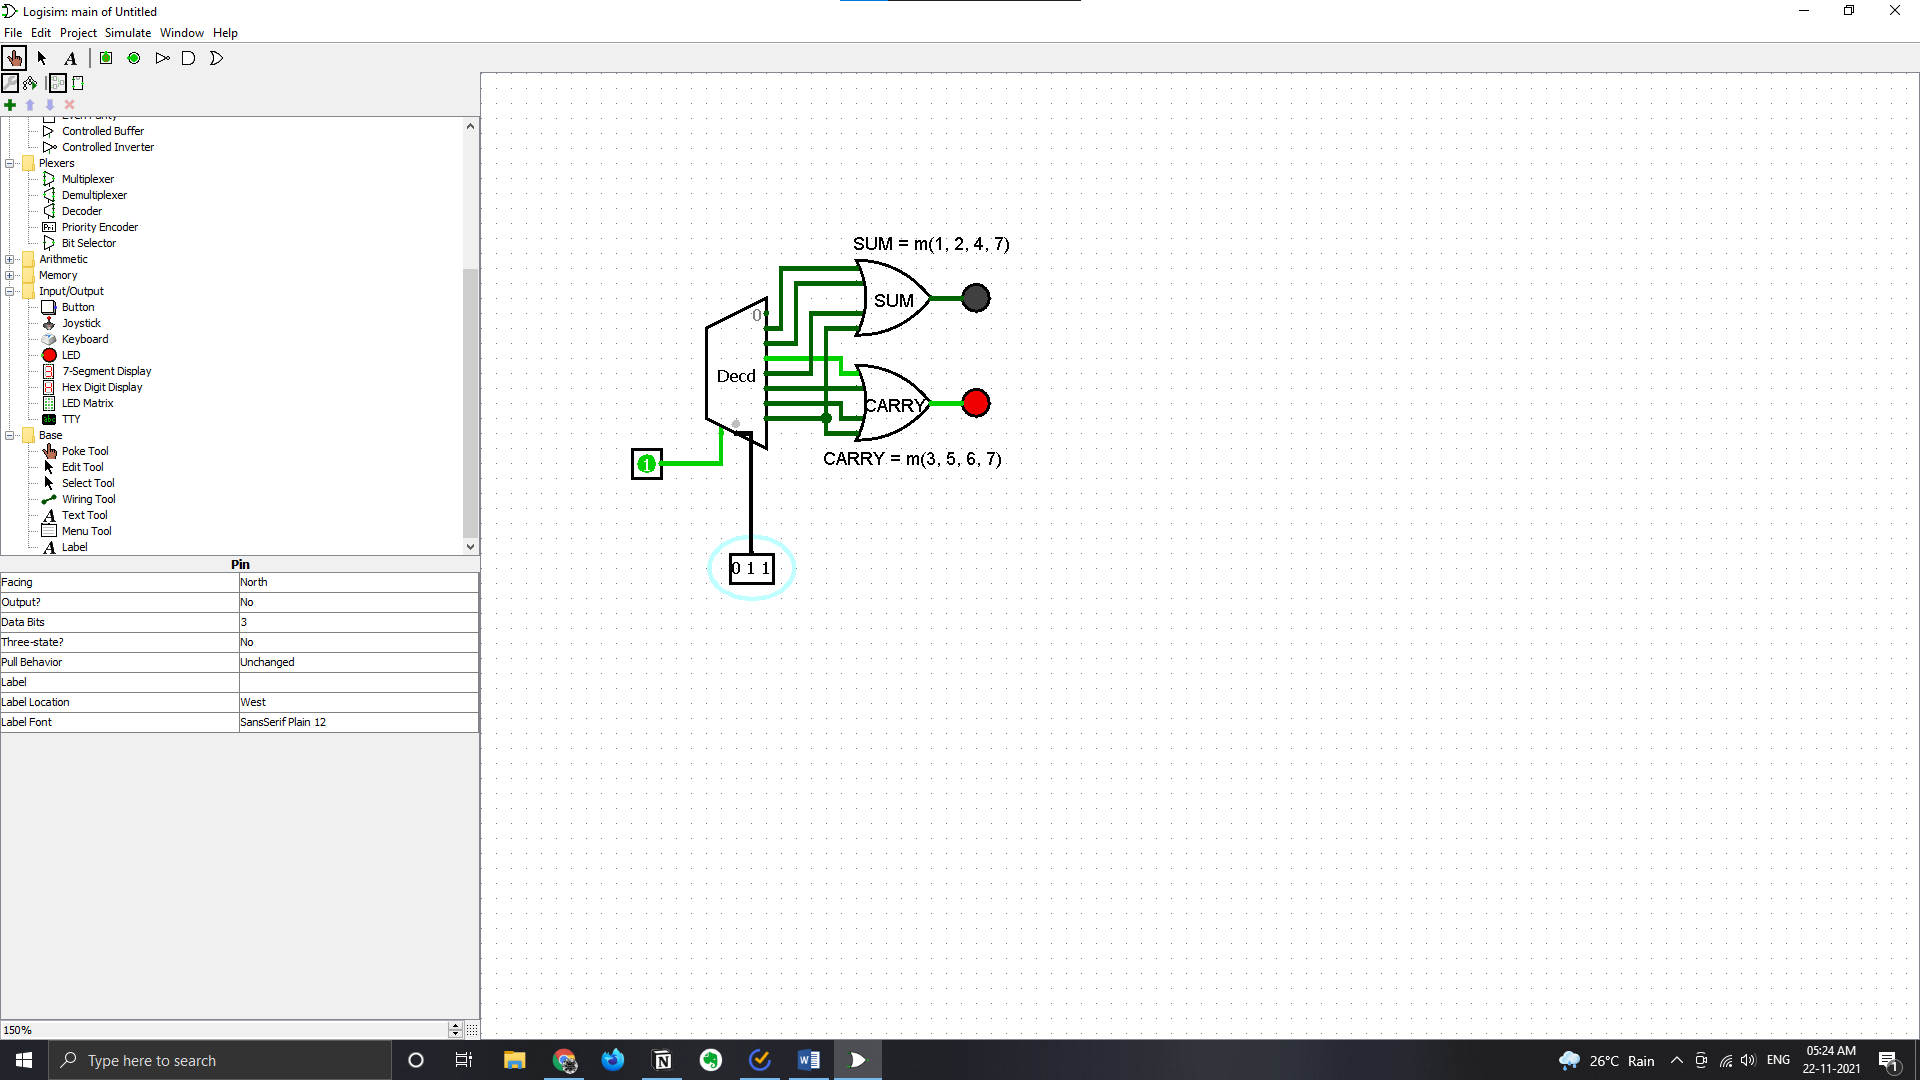 Logisim: main of Untitled
File Edit Project Simulate Window Help
A
Even Parity
Controlled Buffer
Controlled Inverter
Plexers
Multiplexer
Demultiplexer
Decoder
Pri Priority Encoder
Bit Selector
Arithmetic
Memory
Input/Output
Button
Joystick
Keyboard
LED
7-Segment Display
Hex Digit Display
LED Matrix
TTY
Base
Poke Tool
Edit Tool
Select Tool
Wiring Tool
A Text Tool
Menu Tool
A Label
Pin
Facing North
Output? No
Data Bits 3
Three-state? No
Pull Behavior Unchanged
Label
Label Location West
Label Font SansSerif Plain 12
150%
SUM = m(1, 2, 4, 7)
SUM
0
Decd
CARRY
CARRY = m(3, 5, 6, 7)
1
0 1 1
Type here to search
26°C Rain
ENG
05:24 AM
22-11-2021
1